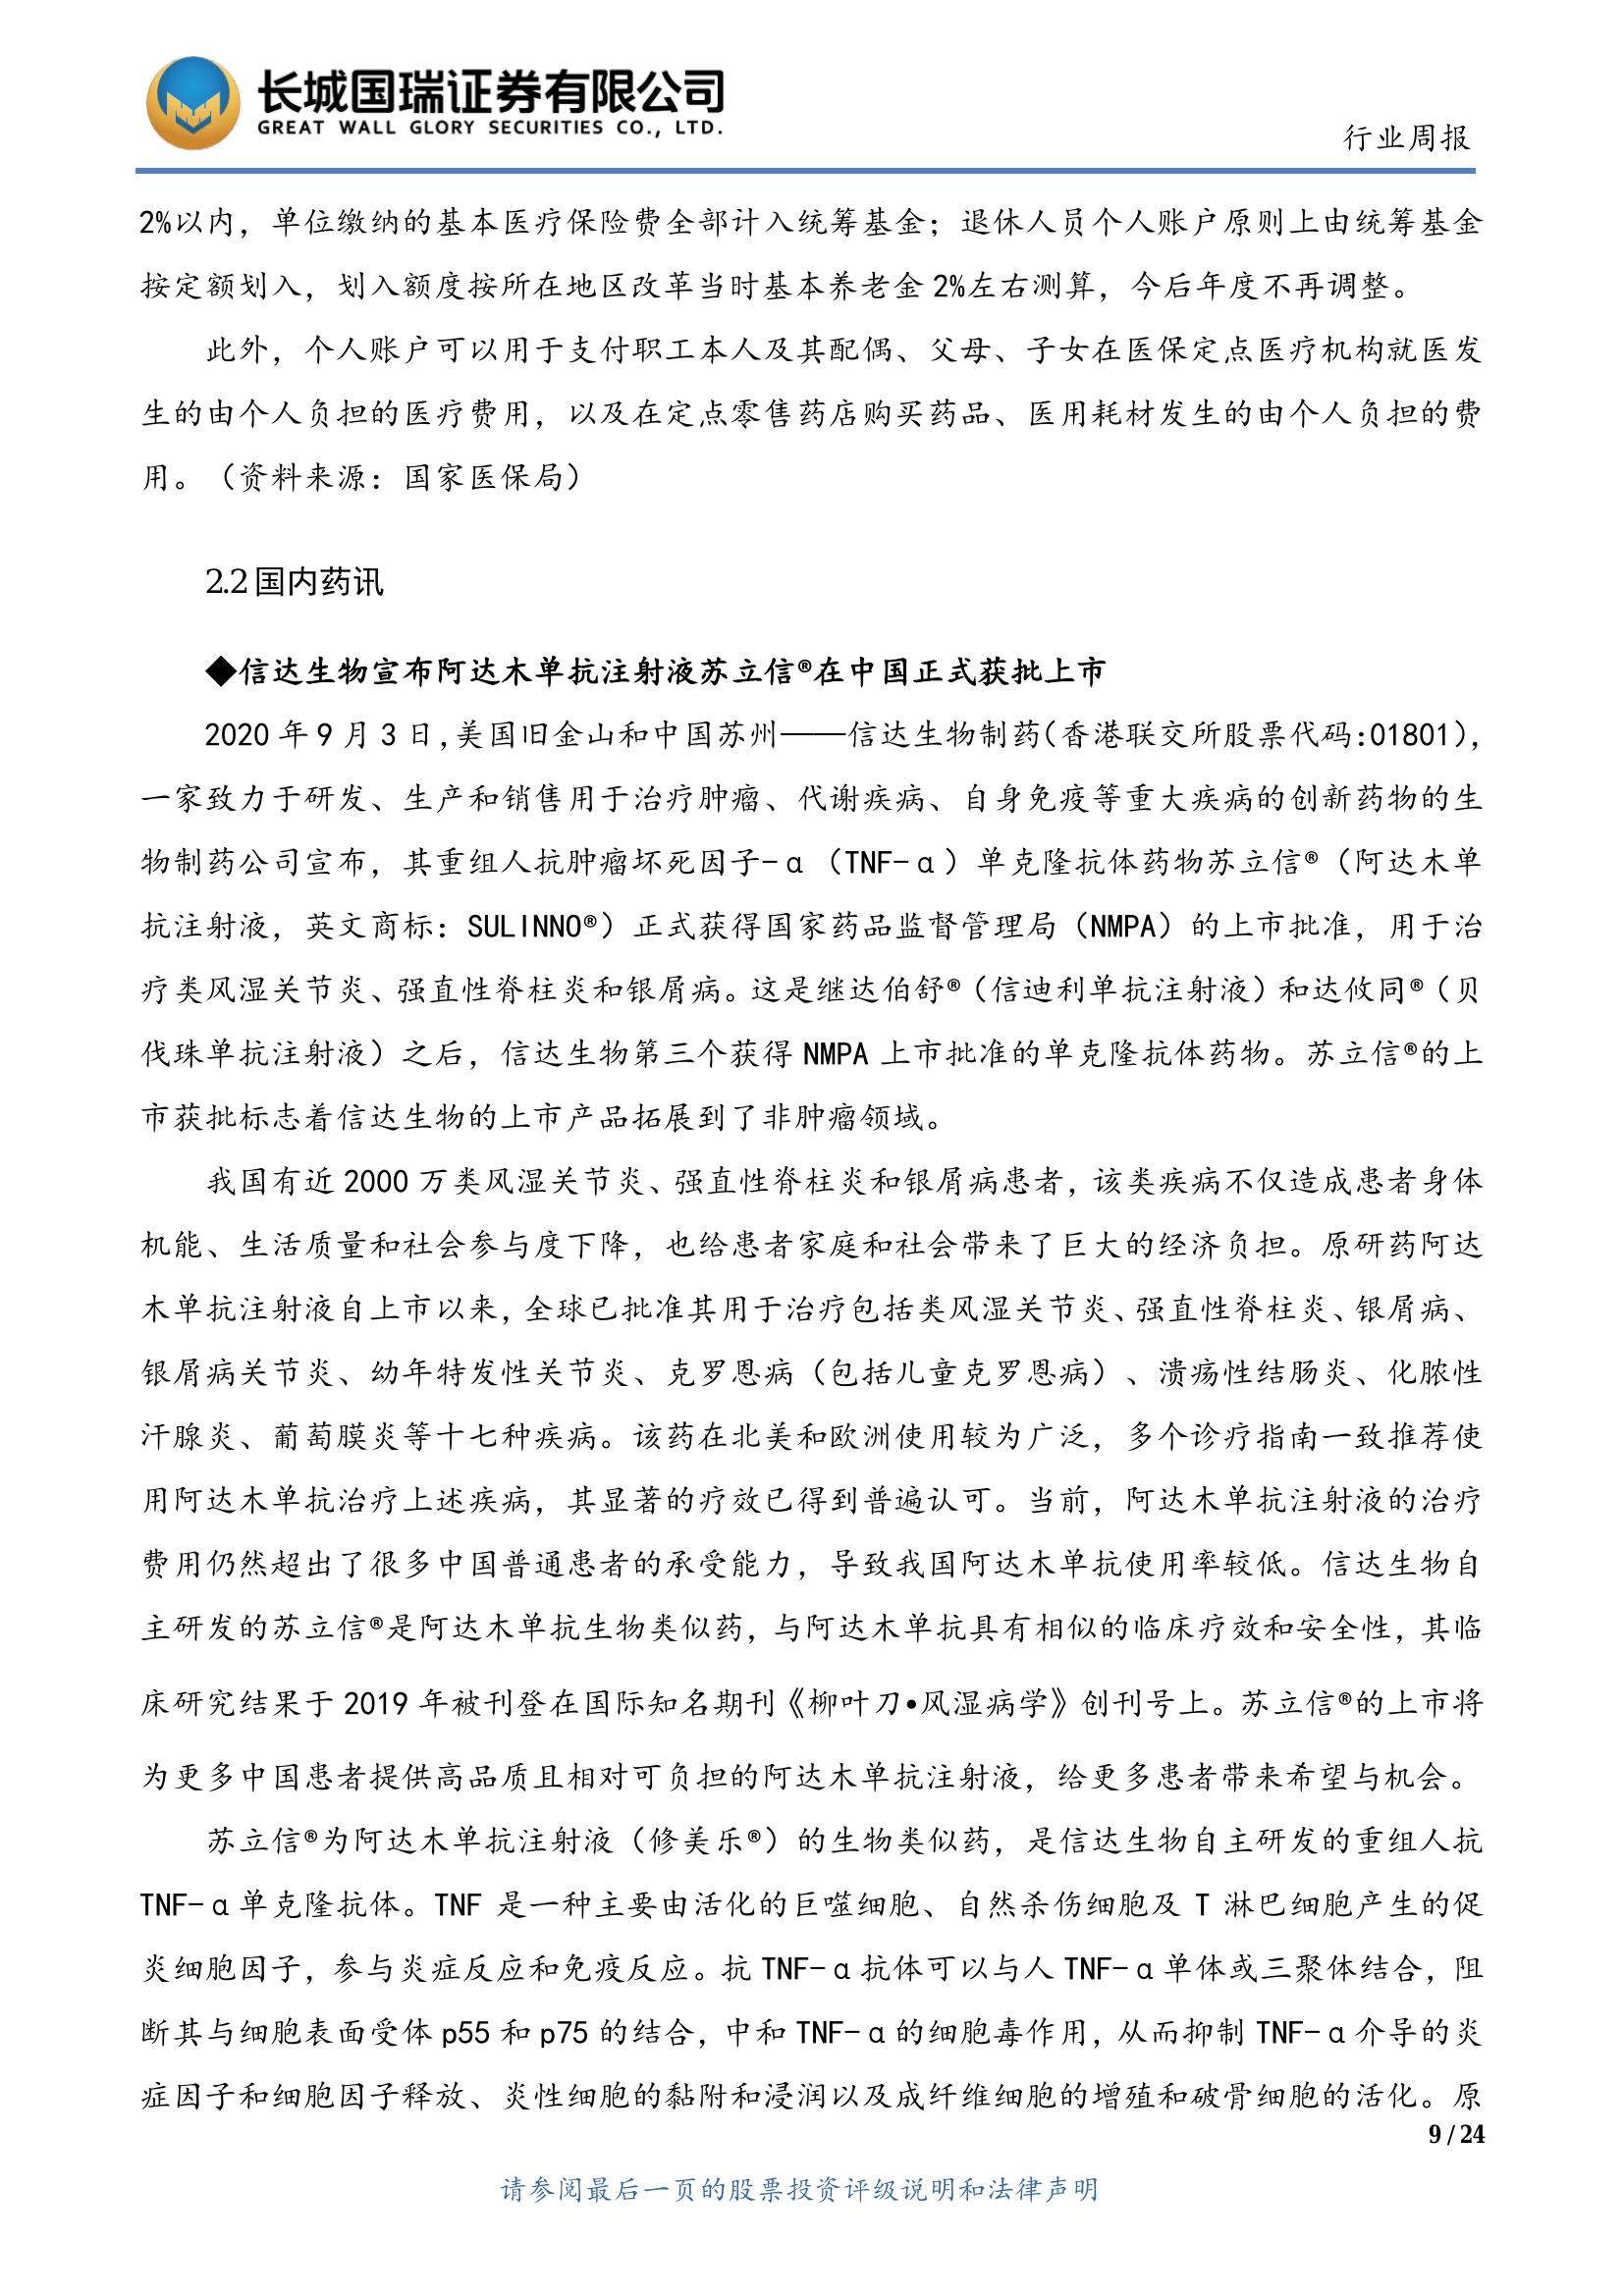 长城国瑞证券有限公司
GREAT WALL GLORY SECURITIES CO., LTD.
行业周报
2%以内，单位缴纳的基本医疗保险费全部计入统筹基金；退休人员个人账户原则上由统筹基金
按定额划入，划入额度按所在地区改革当时基本养老金 2%左右测算，今后年度不再调整。
此外，个人账户可以用于支付职工本人及其配偶、父母、子女在医保定点医疗机构就医发
生的由个人负担的医疗费用，以及在定点零售药店购买药品、医用耗材发生的由个人负担的费
用。（资料来源：国家医保局）
2.2 国内药讯
◆信达生物宣布阿达木单抗注射液苏立信®在中国正式获批上市
2020 年 9 月 3 日,美国旧金山和中国苏州——信达生物制药(香港联交所股票代码:01801)，
一家致力于研发、生产和销售用于治疗肿瘤、代谢疾病、自身免疫等重大疾病的创新药物的生
物制药公司宣布，其重组人抗肿瘤坏死因子-α（TNF-α）单克隆抗体药物苏立信®（阿达木单
抗注射液，英文商标：SULINNO®）正式获得国家药品监督管理局（NMPA）的上市批准，用于治
疗类风湿关节炎、强直性脊柱炎和银屑病。这是继达伯舒®（信迪利单抗注射液）和达攸同®（贝
伐珠单抗注射液）之后，信达生物第三个获得 NMPA 上市批准的单克隆抗体药物。苏立信®的上
市获批标志着信达生物的上市产品拓展到了非肿瘤领域。
我国有近 2000 万类风湿关节炎、强直性脊柱炎和银屑病患者，该类疾病不仅造成患者身体
机能、生活质量和社会参与度下降，也给患者家庭和社会带来了巨大的经济负担。原研药阿达
木单抗注射液自上市以来，全球已批准其用于治疗包括类风湿关节炎、强直性脊柱炎、银屑病、
银屑病关节炎、幼年特发性关节炎、克罗恩病（包括儿童克罗恩病）、溃疡性结肠炎、化脓性
汗腺炎、葡萄膜炎等十七种疾病。该药在北美和欧洲使用较为广泛，多个诊疗指南一致推荐使
用阿达木单抗治疗上述疾病，其显著的疗效已得到普遍认可。当前，阿达木单抗注射液的治疗
费用仍然超出了很多中国普通患者的承受能力，导致我国阿达木单抗使用率较低。信达生物自
主研发的苏立信®是阿达木单抗生物类似药，与阿达木单抗具有相似的临床疗效和安全性，其临
床研究结果于 2019 年被刊登在国际知名期刊《柳叶刀•风湿病学》创刊号上。苏立信®的上市将
为更多中国患者提供高品质且相对可负担的阿达木单抗注射液，给更多患者带来希望与机会。
苏立信®为阿达木单抗注射液（修美乐®）的生物类似药，是信达生物自主研发的重组人抗
TNF-α单克隆抗体。TNF 是一种主要由活化的巨噬细胞、自然杀伤细胞及 T 淋巴细胞产生的促
炎细胞因子，参与炎症反应和免疫反应。抗 TNF-α抗体可以与人 TNF-α单体或三聚体结合，阻
断其与细胞表面受体 p55 和 p75 的结合，中和 TNF-α的细胞毒作用，从而抑制 TNF-α介导的炎
症因子和细胞因子释放、炎性细胞的黏附和浸润以及成纤维细胞的增殖和破骨细胞的活化。原
9 / 24
请参阅最后一页的股票投资评级说明和法律声明